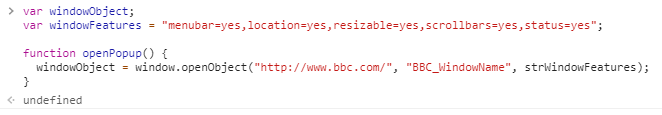 > var windowObject;
var windowFeatures = "menubar=yes,location=yes,resizable=yes,scrollbars=yes,status=yes";

function openPopup() {
  windowObject = window.openObject("http://www.bbc.com/", "BBC_WindowName", strWindowFeatures);
}
undefined